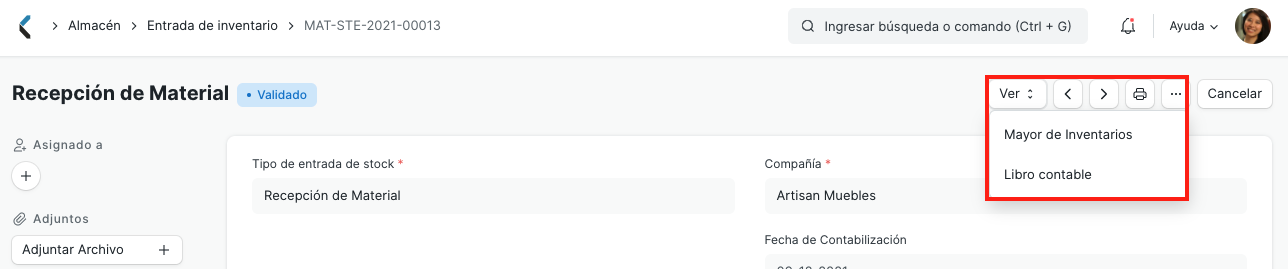 Almacén
Entrada de inventario
MAT-STE-2021-00013
Ingresar búsqueda o comando (Ctrl + G)
Ayuda
Recepción de Material
Validado
Ver
Cancelar
Mayor de Inventarios
Libro contable
Asignado a
Adjuntos
Adjuntar Archivo
Tipo de entrada de stock *
Recepción de Material
Compañía *
Artisan Muebles
Fecha de Contabilización